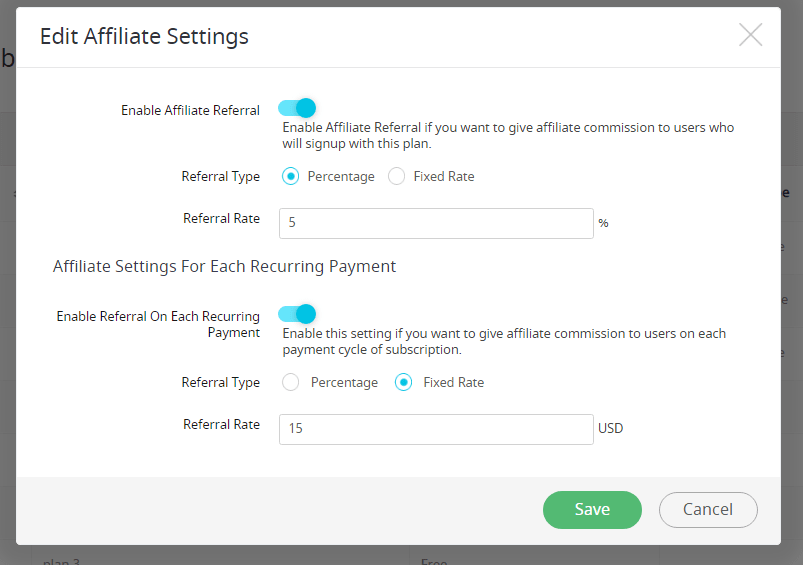 Edit Affiliate Settings
Enable Affiliate Referral
Enable Affiliate Referral if you want to give affiliate commission to users who
will signup with this plan.
Referral Type
Percentage
Fixed Rate
Referral Rate
5
%
Affiliate Settings For Each Recurring Payment
Enable Referral On Each Recurring
Payment
Enable this setting if you want to give affiliate commission to users on each
payment cycle of subscription.
Referral Type
Percentage
Fixed Rate
Referral Rate
15
USD
Save
Cancel
plan 3
Free